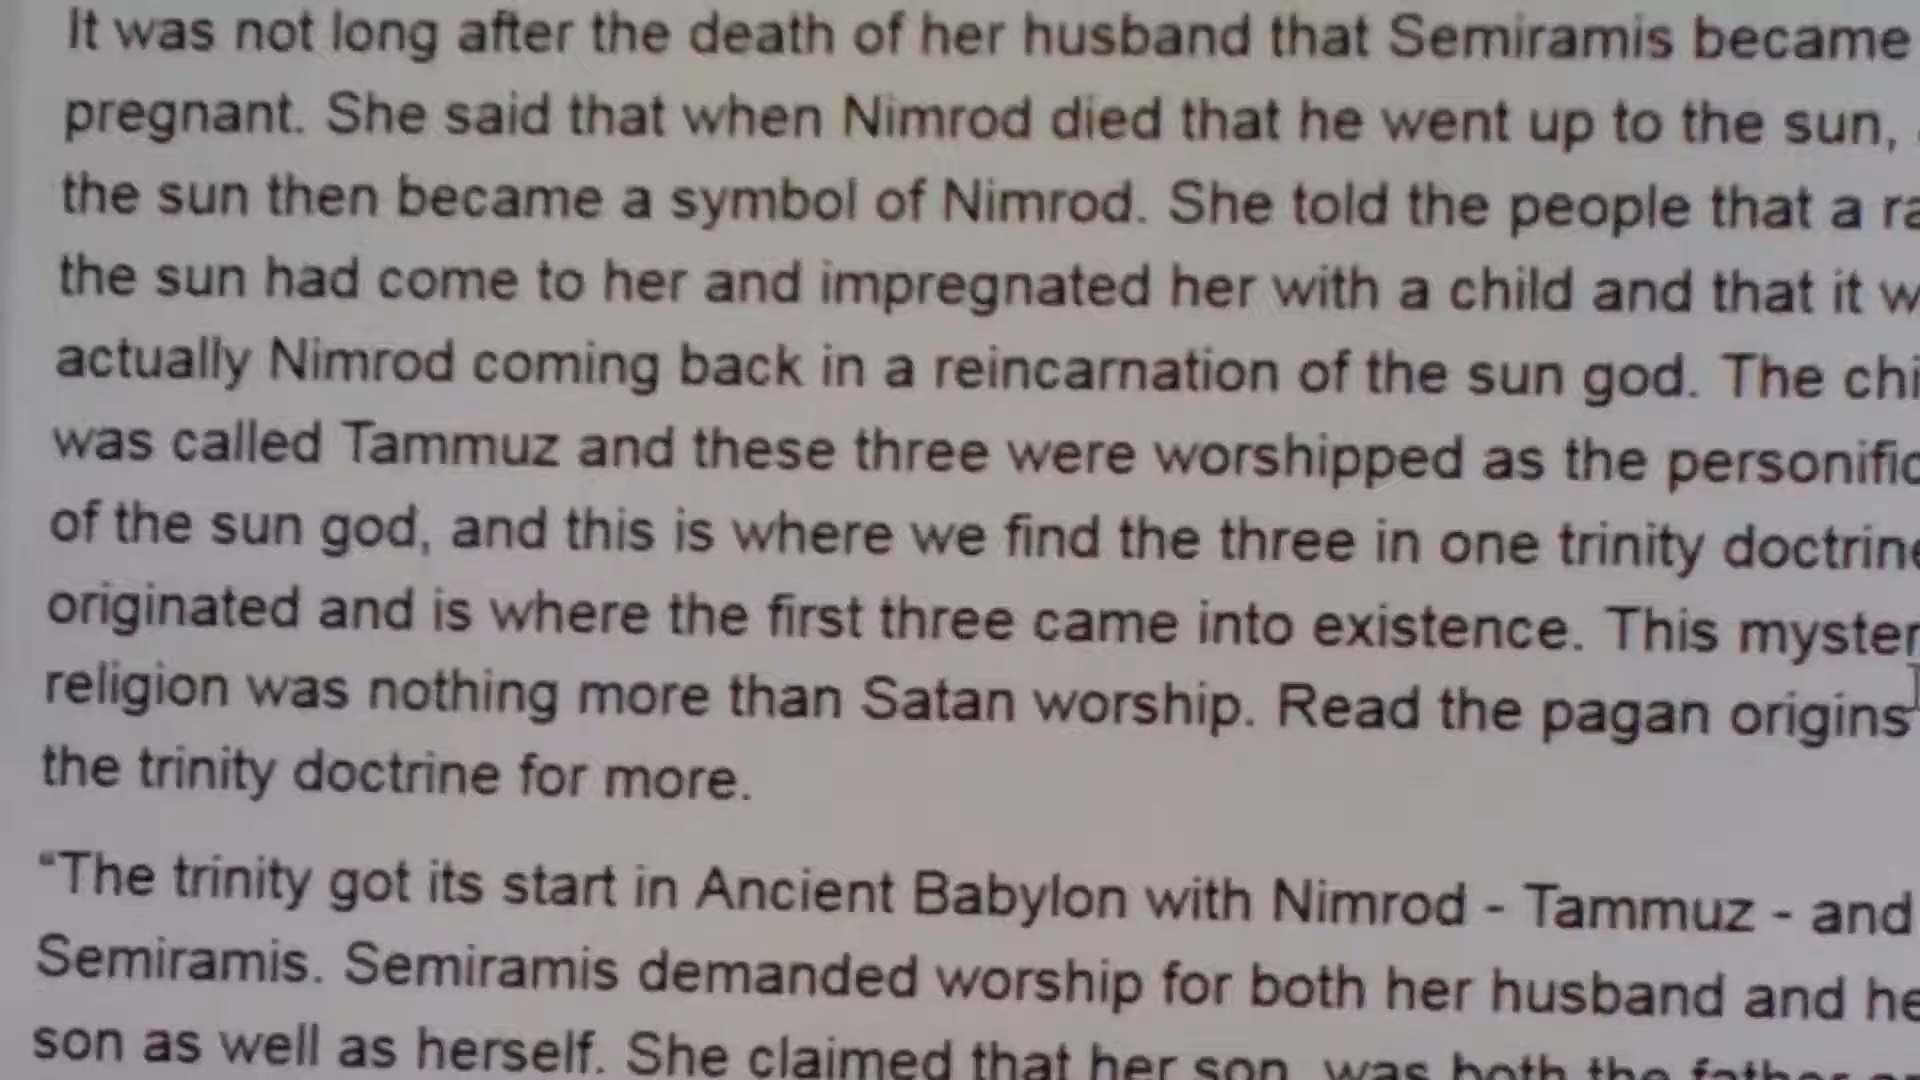 It was not long after the death of her husband that Semiramis became
pregnant. She said that when Nimrod died that he went up to the sun,
the sun then became a symbol of Nimrod. She told the people that a
the sun had come to her and impregnated her with a child and that it
actually Nimrod coming back in a reincarnation of the sun god. The
was called Tammuz and these three were worshipped as the
of the sun god, and this is where we find the three in one trinity doctrine
originated and is where the first three came into existence. This
religion was nothing more than Satan worship. Read the pagan origins
the trinity doctrine for more.
“The trinity got its start in Ancient Babylon with Nimrod - Tammuz - and
Semiramis. Semiramis demanded worship for both her husband and
son as well as herself. She claimed that her son, was both the father